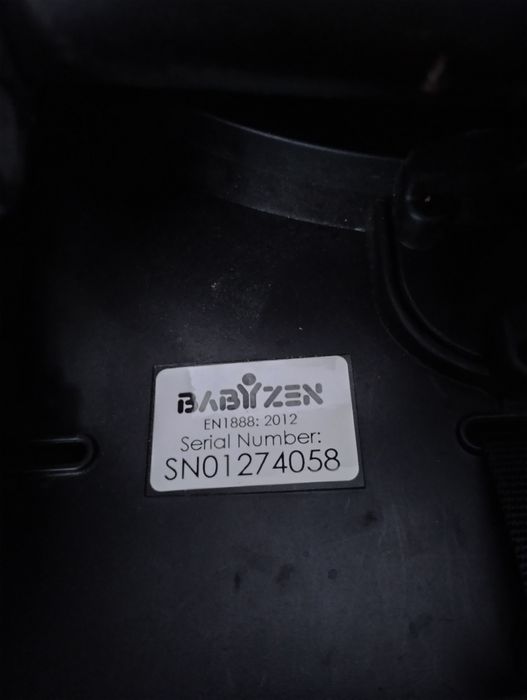 BABYZEN
EN1888: 2012
Serial Number:
SN01274058